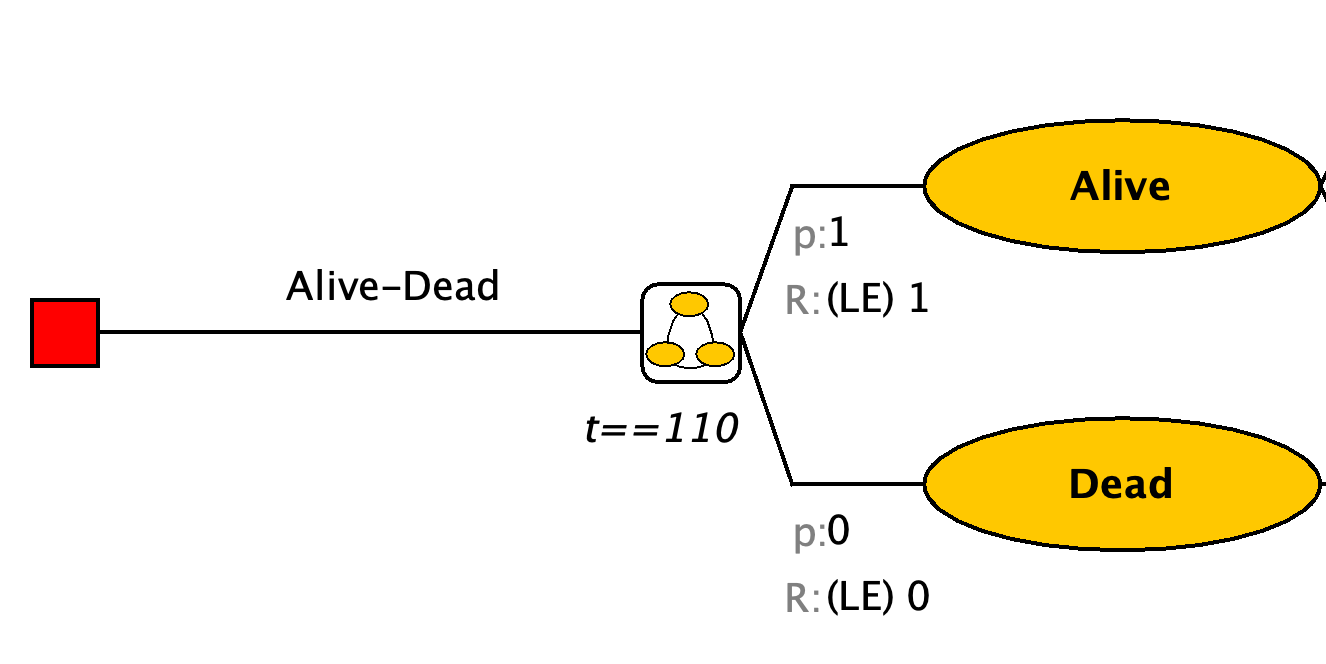 Alive
p:1
Alive-Dead
R:(LE) 1
t==110
Dead
p:0
R:(LE) 0